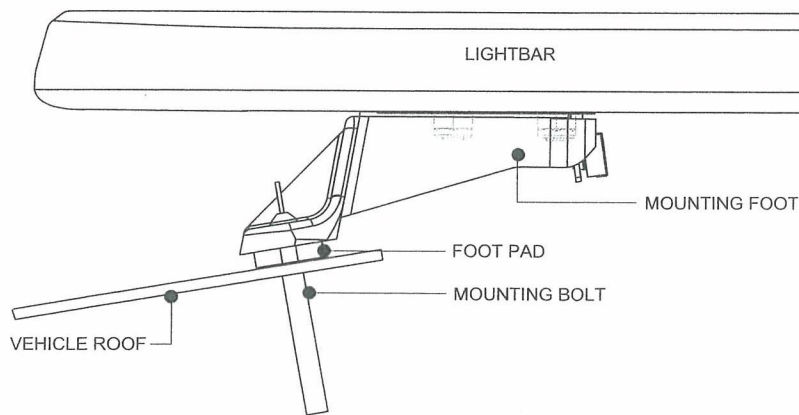 LIGHTBAR
MOUNTING FOOT
FOOT PAD
MOUNTING BOLT
VEHICLE ROOF